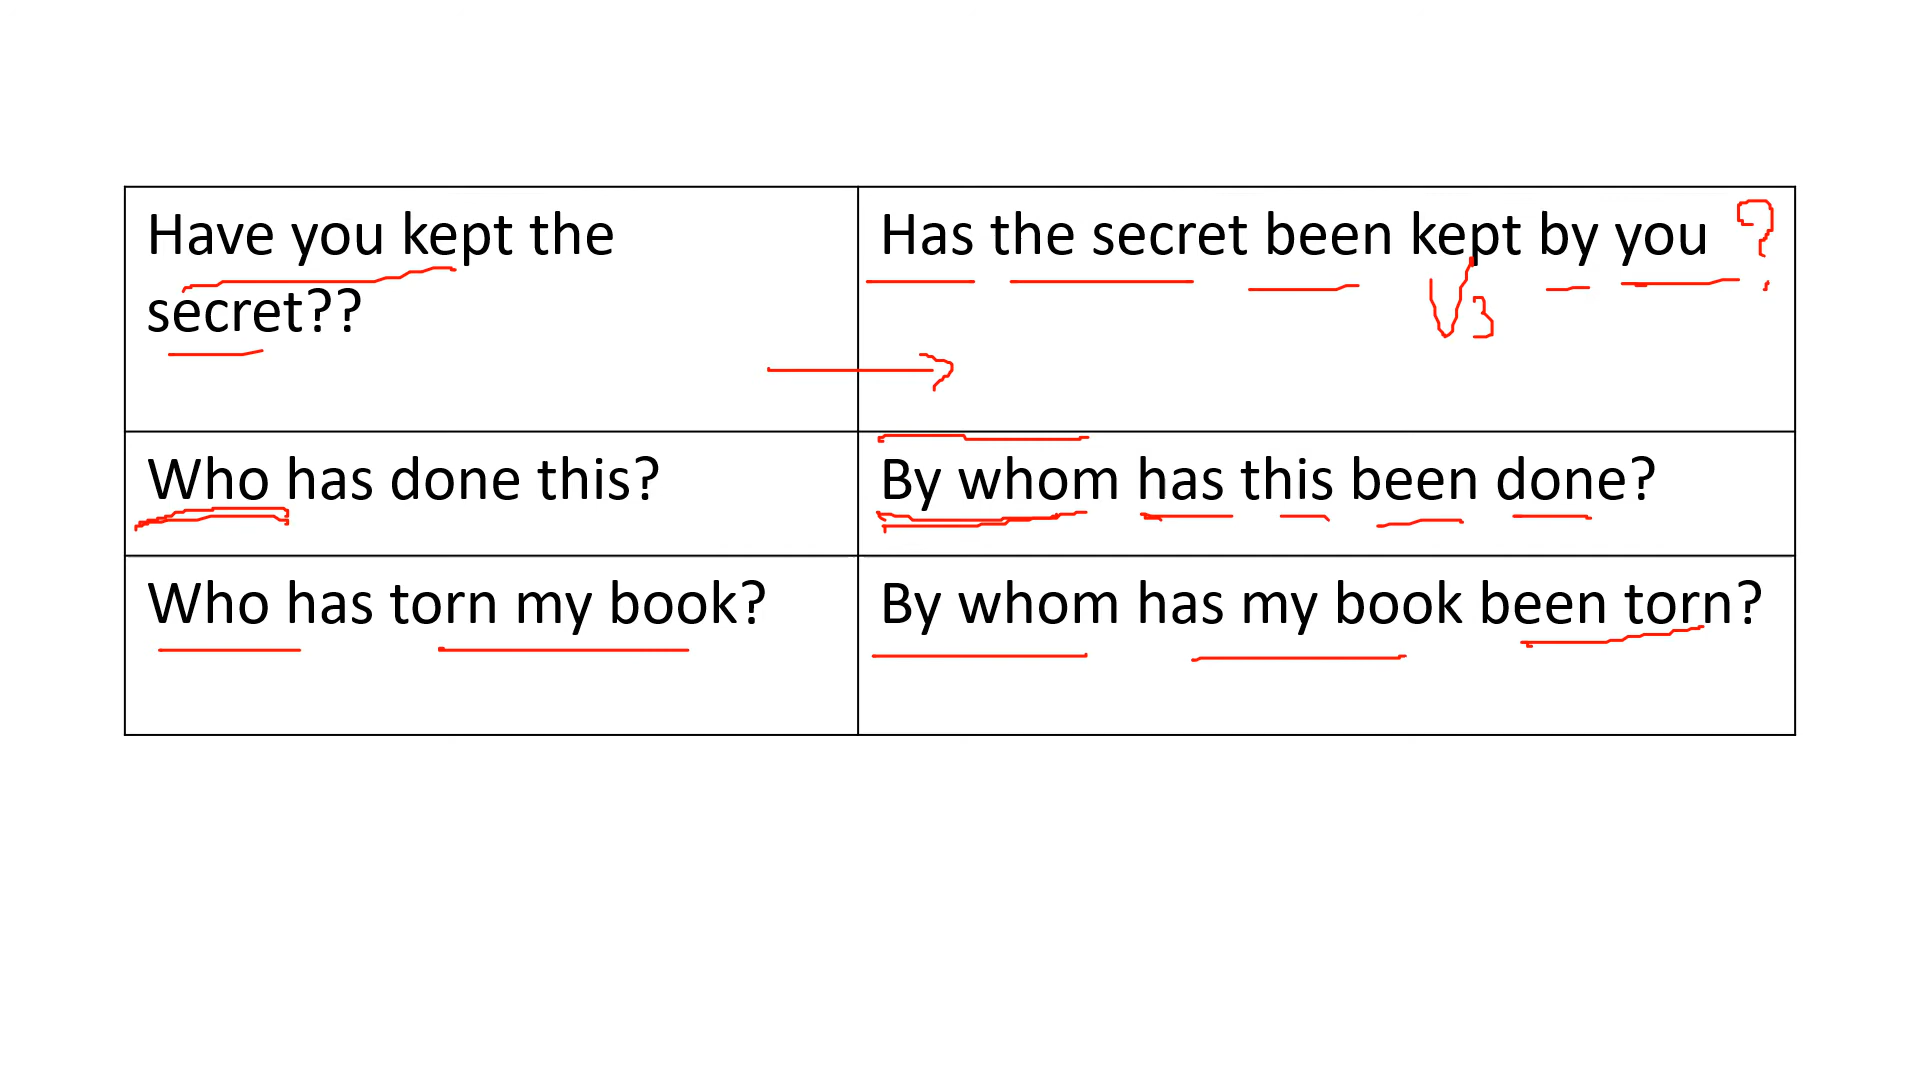 Have you kept the
secret??
Has the secret been kept by you ?
V3
Who has done this?
By whom has this been done?
Who has torn my book?
By whom has my book been torn?